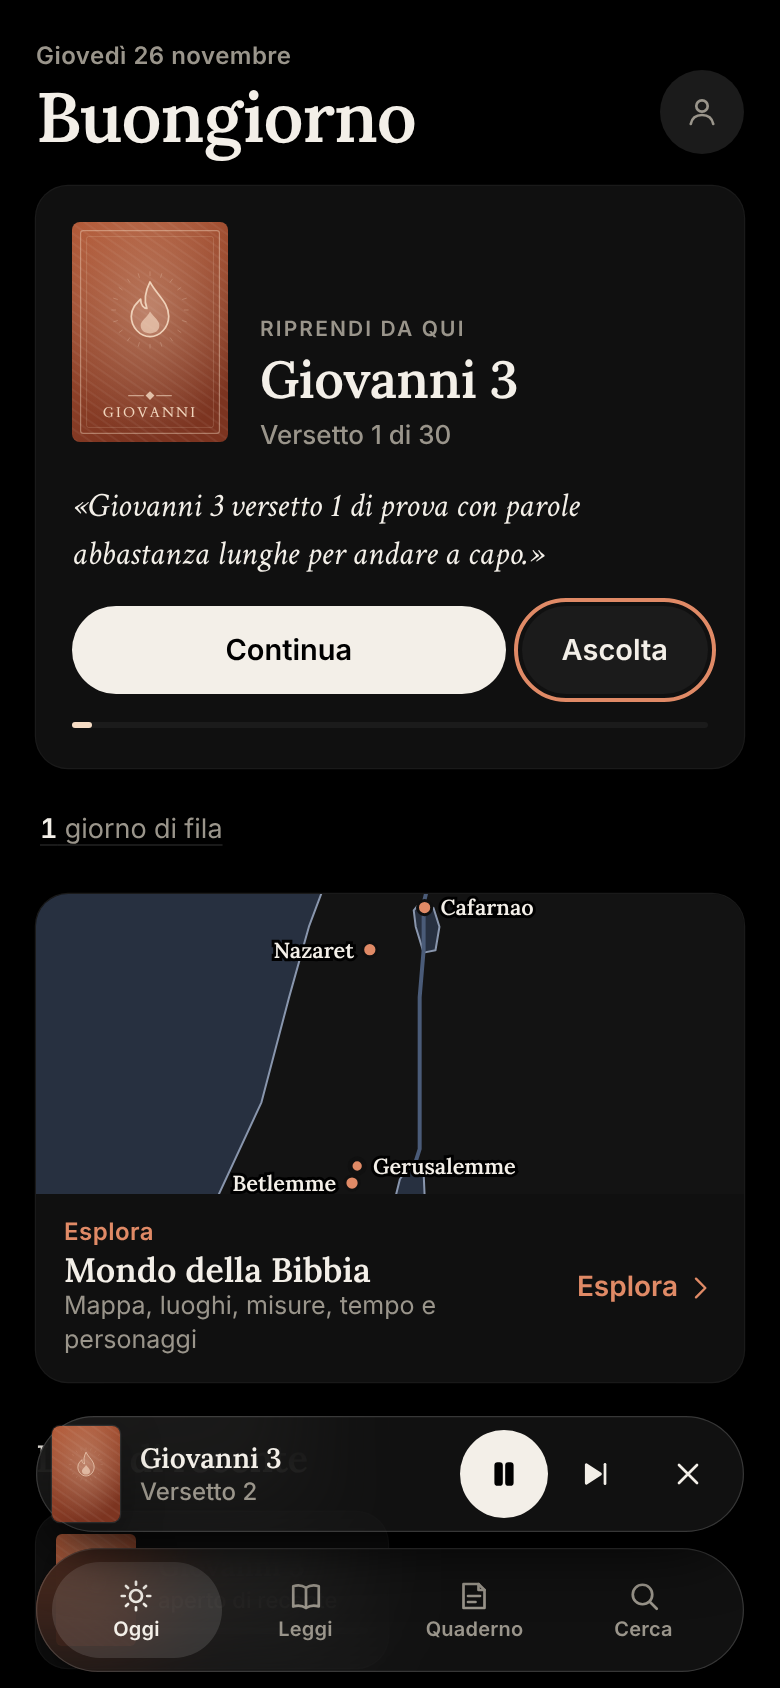 Giovedì 26 novembre
Buongiorno
GIOVANNI
RIPRENDI DA QUI
Giovanni 3
Versetto 1 di 30
«Giovanni 3 versetto 1 di prova con parole
abbastanza lunghe per andare a capo.»
Continua
Ascolta
1 giorno di fila
Cafarnao
Nazaret
Gerusalemme
Betlemme
Esplora
Mondo della Bibbia
Mappa, luoghi, misure, tempo e
personaggi
Esplora
Giovanni 3
Versetto 2
Oggi
Leggi
Quaderno
Cerca